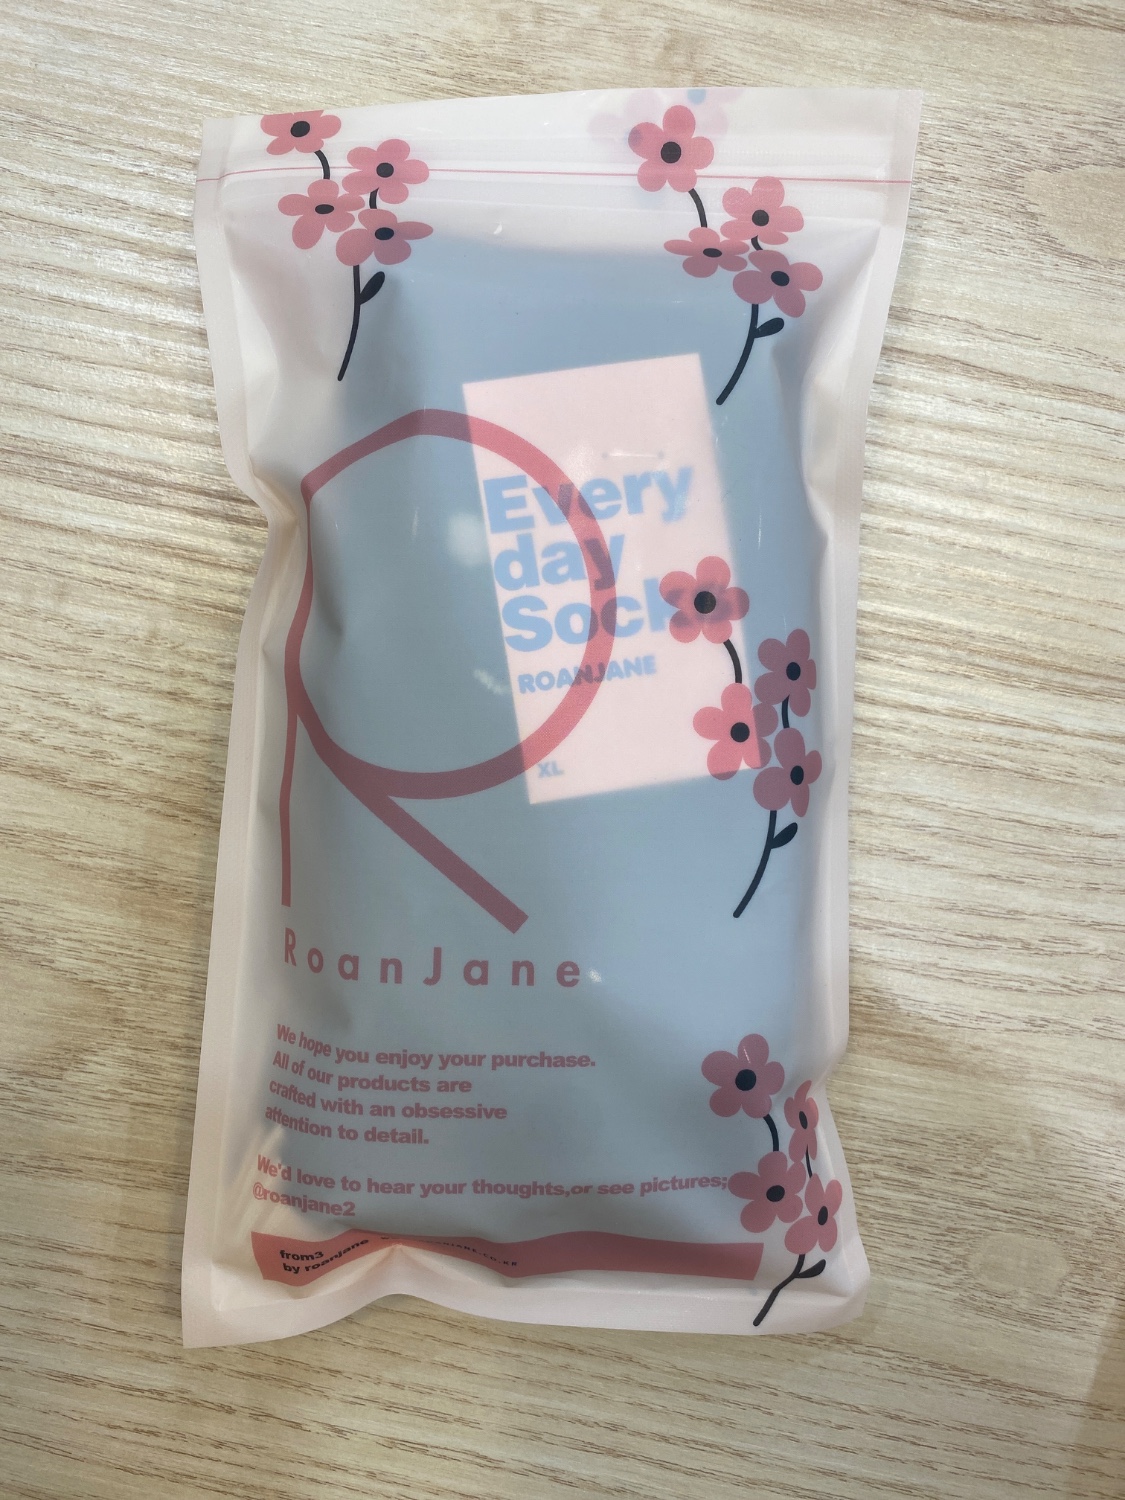 Every
day
Socks
ROANJANE
XL
RoanJane
We hope you enjoy your purchase.
All of our products are
crafted with an obsessive
attention to detail.
We'd love to hear your thoughts,or see pictures;
@roanjane2
from3
by roanjane